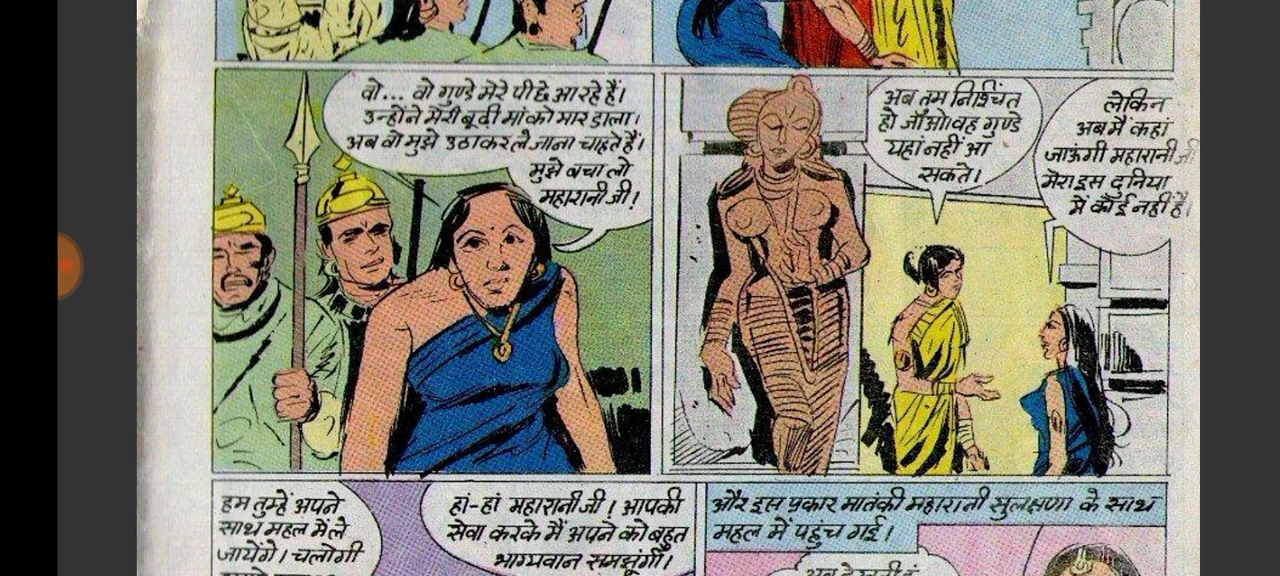 वो... वो गुण्डे मेरे पीछे आ रहे हैं।
उन्होंने मेरी बूढ़ी मां को मार डाला।
अब वो मुझे उठाकर ले जाना चाहते हैं।
मुझे बचा लो
महारानी जी!
अब तुम निश्चिंत
हो जाओ। वह गुण्डे
यहां नहीं आ
सकते।
लेकिन
अब मैं कहां
जाऊंगी महारानी जी
मेरा इस दुनिया
में कोई नहीं है।
हम तुम्हें अपने
साथ महल में ले
जायेंगे। चलोगी
हां-हां महारानी जी! आपकी
सेवा करके मैं अपने को बहुत
भाग्यवान समझूंगी।
और इस प्रकार मातंकी महारानी सुलक्षणा के साथ
महल में पहुंच गई।